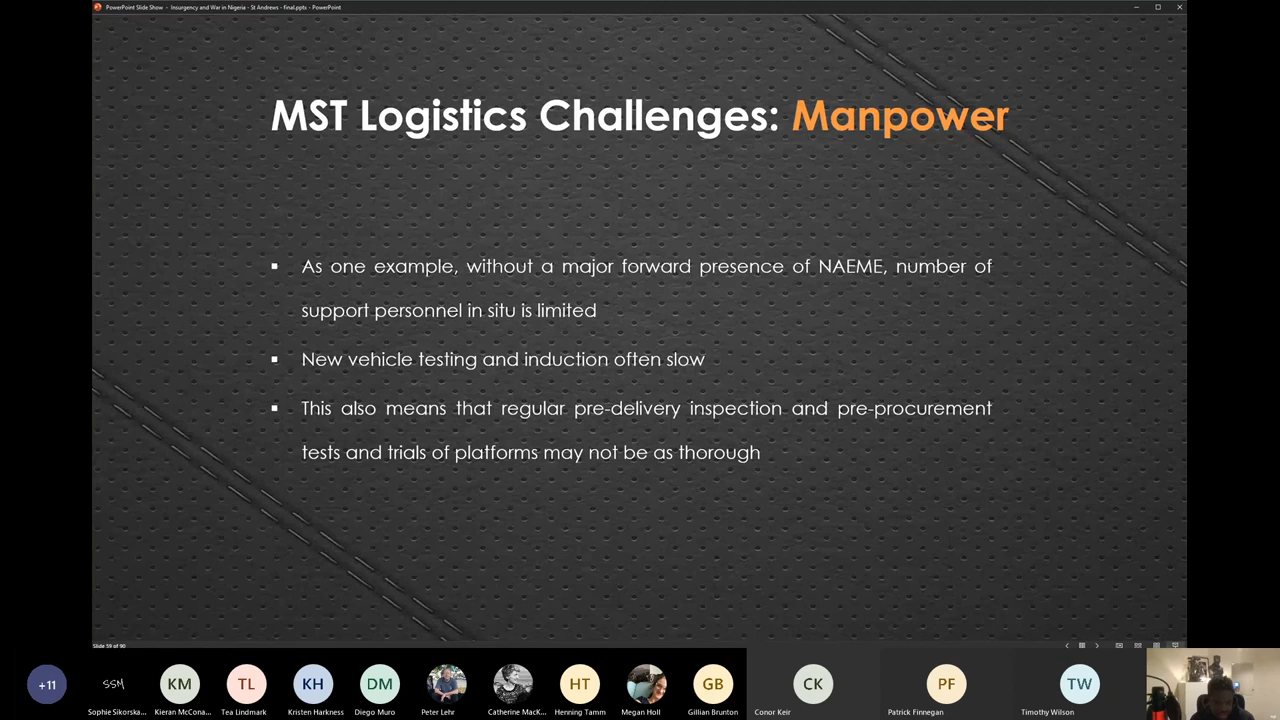 PowerPoint Slide Show - Insurgency and War in Nigeria - St Andrews - final.ppts - PowerPoint
MST Logistics Challenges: Manpower
▪ As one example, without a major forward presence of NAEME, number of
support personnel in situ is limited
▪ New vehicle testing and induction often slow
▪ This also means that regular pre-delivery inspection and pre-procurement
tests and trials of platforms may not be as thorough
Slide 59 of 90
+11 SSM KM TL KH DM HT GB CK PF TW
Sophie Sikorska... Kieran McCona... Tea Lindmark Kristen Harkness Diego Muro Peter Lehr Catherine MacK... Henning Tamm Megan Holl Gillian Brunton Conor Keir Patrick Finnegan Timothy Wilson